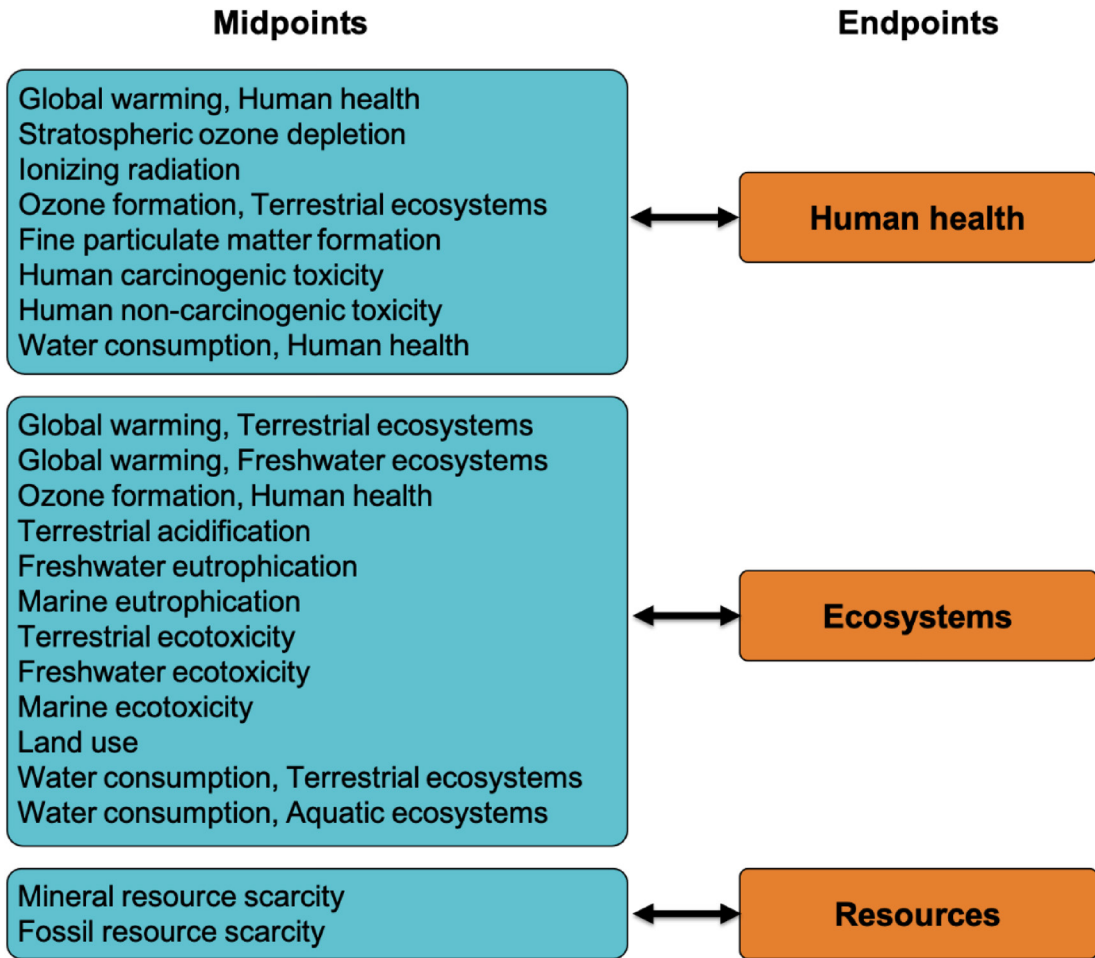 Midpoints
Endpoints
Global warming, Human health
Stratospheric ozone depletion
Ionizing radiation
Ozone formation, Terrestrial ecosystems
Fine particulate matter formation
Human carcinogenic toxicity
Human non-carcinogenic toxicity
Water consumption, Human health
Human health
Global warming, Terrestrial ecosystems
Global warming, Freshwater ecosystems
Ozone formation, Human health
Terrestrial acidification
Freshwater eutrophication
Marine eutrophication
Terrestrial ecotoxicity
Freshwater ecotoxicity
Marine ecotoxicity
Land use
Water consumption, Terrestrial ecosystems
Water consumption, Aquatic ecosystems
Ecosystems
Mineral resource scarcity
Fossil resource scarcity
Resources